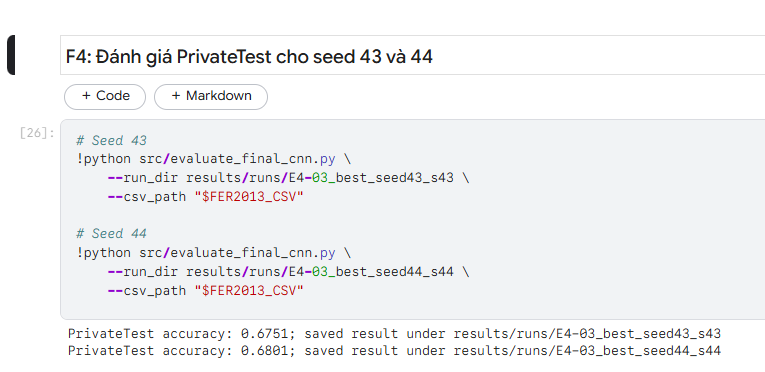 F4: Đánh giá PrivateTest cho seed 43 và 44
+ Code
+ Markdown
[26]:
# Seed 43
!python src/evaluate_final_cnn.py \
--run_dir results/runs/E4-03_best_seed43_s43 \
--csv_path "$FER2013_CSV"
# Seed 44
!python src/evaluate_final_cnn.py \
--run_dir results/runs/E4-03_best_seed44_s44 \
--csv_path "$FER2013_CSV"
PrivateTest accuracy: 0.6751; saved result under results/runs/E4-03_best_seed43_s43
PrivateTest accuracy: 0.6801; saved result under results/runs/E4-03_best_seed44_s44